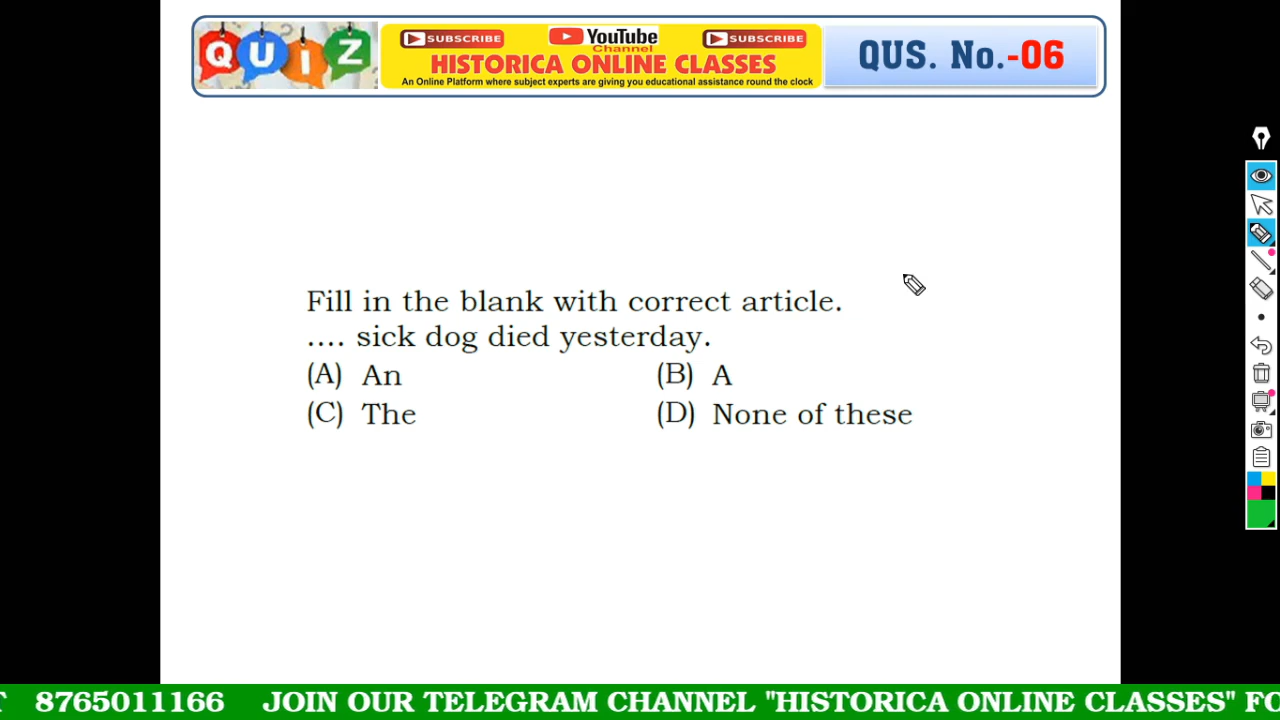 QUIZ
SUBSCRIBE YouTube SUBSCRIBE
Channel
HISTORICA ONLINE CLASSES
An Online Platform where subject experts are giving you educational assistance round the clock
QUS. No.-06
Fill in the blank with correct article.
.... sick dog died yesterday.
(A) An (B) A
(C) The (D) None of these
8765011166 JOIN OUR TELEGRAM CHANNEL "HISTORICA ONLINE CLASSES" FO